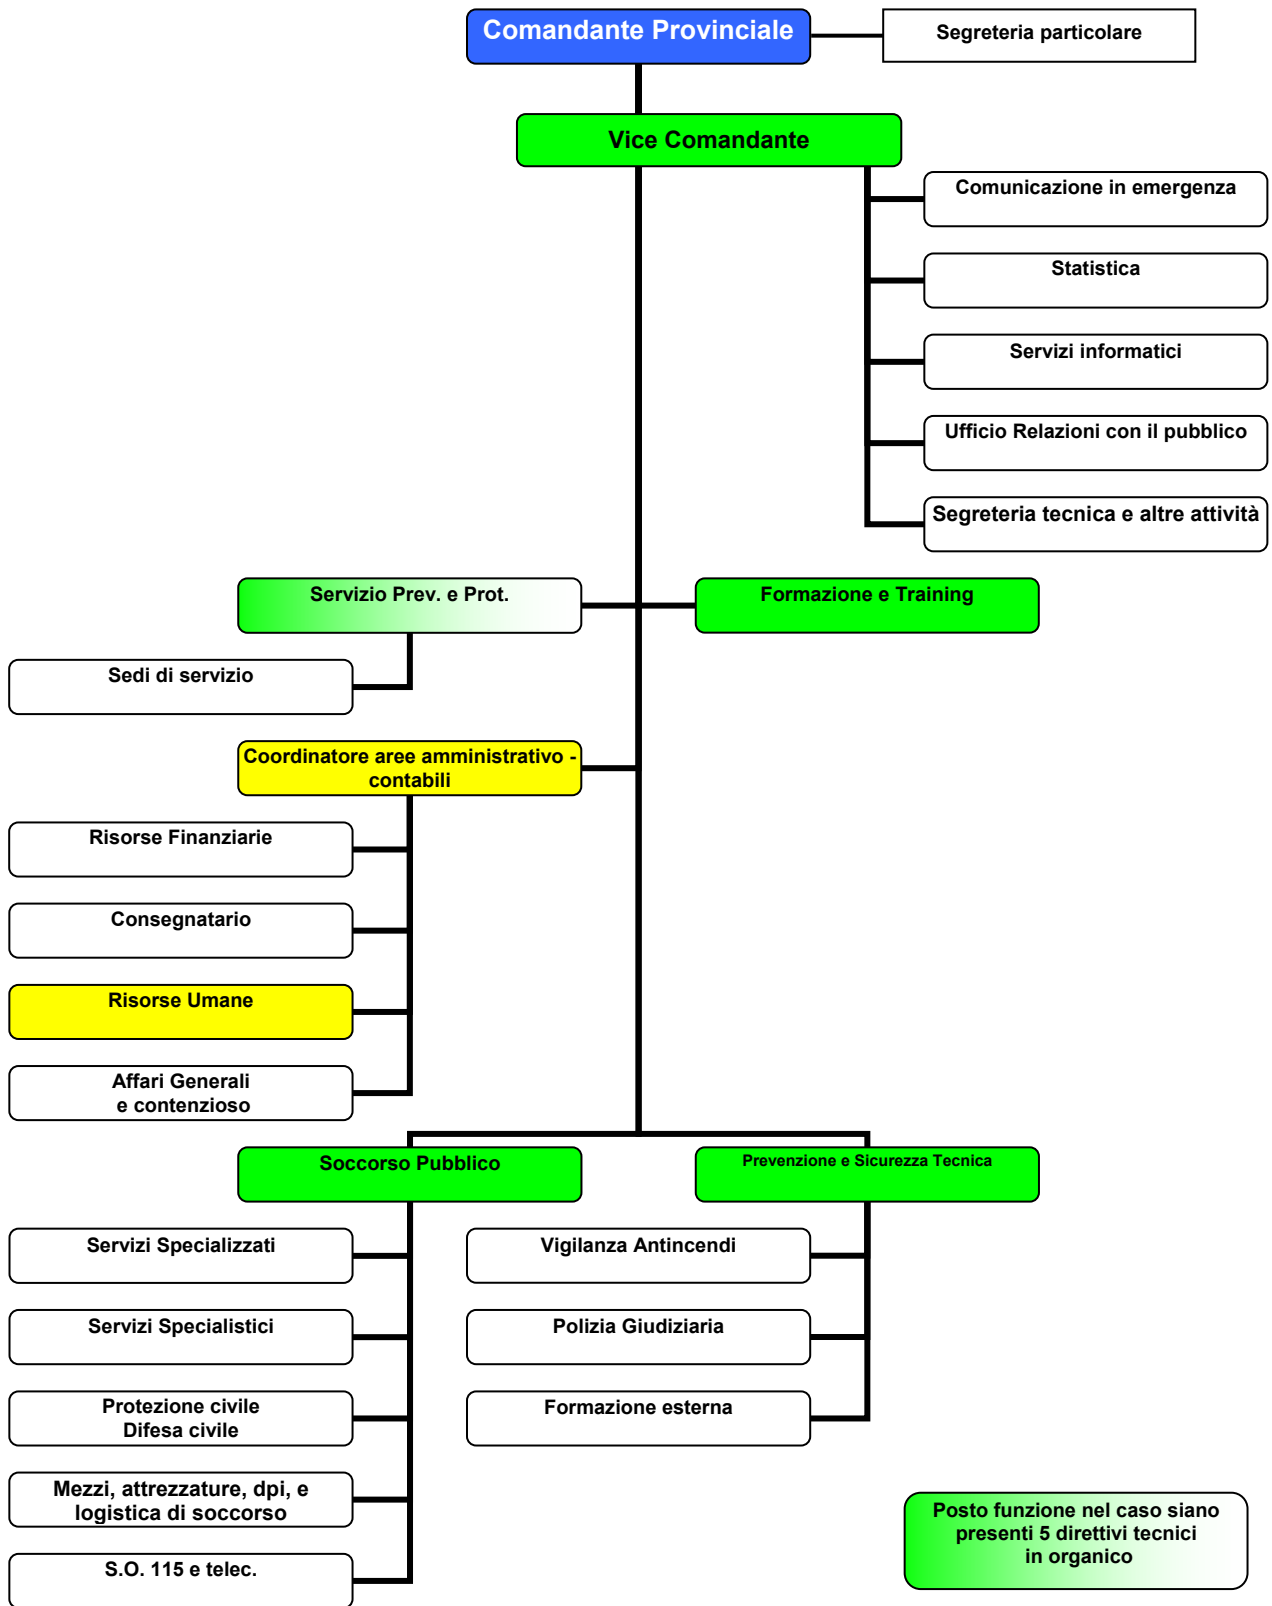 Comandante Provinciale
Segreteria particolare
Vice Comandante
Comunicazione in emergenza
Statistica
Servizi informatici
Ufficio Relazioni con il pubblico
Segreteria tecnica e altre attività
Servizio Prev. e Prot.
Formazione e Training
Sedi di servizio
Coordinatore aree amministrativo -
contabili
Risorse Finanziarie
Consegnatario
Risorse Umane
Affari Generali
e contenzioso
Soccorso Pubblico
Prevenzione e Sicurezza Tecnica
Servizi Specializzati
Vigilanza Antincendi
Servizi Specialistici
Polizia Giudiziaria
Protezione civile
Difesa civile
Formazione esterna
Mezzi, attrezzature, dpi, e
logistica di soccorso
S.O. 115 e telec.
Posto funzione nel caso siano
presenti 5 direttivi tecnici
in organico